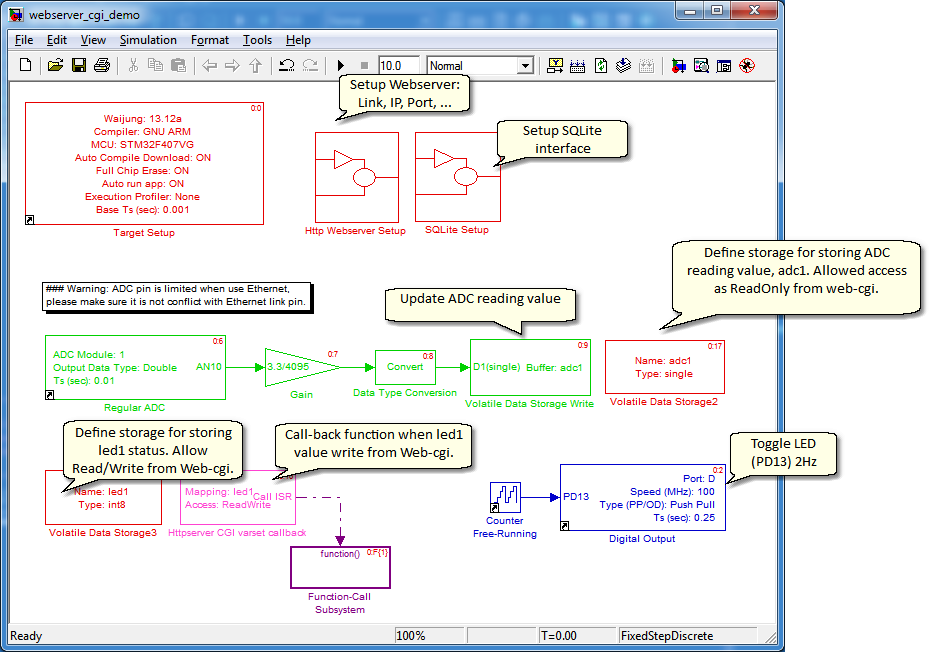 webserver_cgi_demo
File Edit View Simulation Format Tools Help
10.0 Normal
Setup Webserver:
Link, IP, Port, ...
Setup SQLite
interface
0:0
Waijung: 13.12a
Compiler: GNU ARM
MCU: STM32F407VG
Auto Compile Download: ON
Full Chip Erase: ON
Auto run app: ON
Execution Profiler: None
Base Ts (sec): 0.001
Target Setup
Http Webserver Setup
SQLite Setup
Define storage for storing ADC
reading value, adc1. Allowed access
as ReadOnly from web-cgi.
### Warning: ADC pin is limited when use Ethernet,
please make sure it is not conflict with Ethernet link pin.
Update ADC reading value
0:6
ADC Module: 1
Output Data Type: Double
Ts (sec): 0.01
AN10
Regular ADC
0:7
3.3/4096
Gain
0:8
Convert
Data Type Conversion
0:9
D1(single) Buffer: adc1
Volatile Data Storage Write
0:17
Name: adc1
Type: single
Volatile Data Storage2
Define storage for storing
led1 status. Allow
Read/Write from Web-cgi.
Call-back function when led1
value write from Web-cgi.
Toggle LED
(PD13) 2Hz
Name: led1
Type: int8
Volatile Data Storage3
Mapping: led1
Access: ReadWrite
Call ISR
Httpserver CGI varset callback
function() 0:F{1}
Function-Call
Subsystem
Counter
Free-Running
0:2
PD13
Port: D
Speed (MHz): 100
Type (PP/OD): Push Pull
Ts (sec): 0.25
Digital Output
Ready 100% T=0.00 FixedStepDiscrete